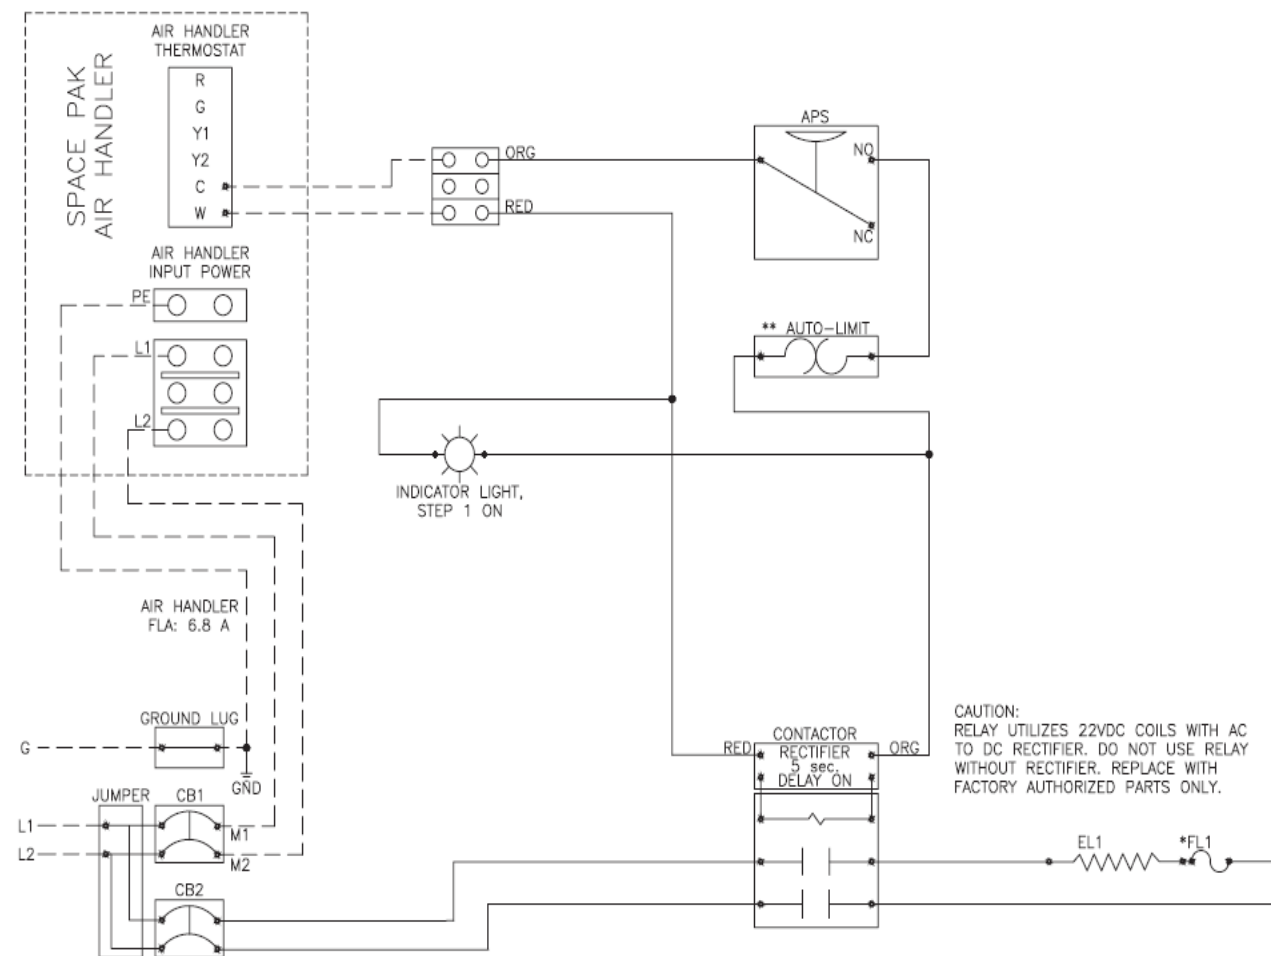 AIR HANDLER
THERMOSTAT
SPACE PAK
AIR HANDLER
R
G
Y1
Y2
C
W
ORG
RED
APS
NO
NC
AIR HANDLER
INPUT POWER
PE
L1
L2
** AUTO-LIMIT
INDICATOR LIGHT,
STEP 1 ON
AIR HANDLER
FLA: 6.8 A
GROUND LUG
G
GND
JUMPER
CB1
L1
M1
L2
M2
CB2
CONTACTOR
RED
RECTIFIER
ORG
5 sec.
DELAY ON
CAUTION:
RELAY UTILIZES 22VDC COILS WITH AC
TO DC RECTIFIER. DO NOT USE RELAY
WITHOUT RECTIFIER. REPLACE WITH
FACTORY AUTHORIZED PARTS ONLY.
EL1
*FL1